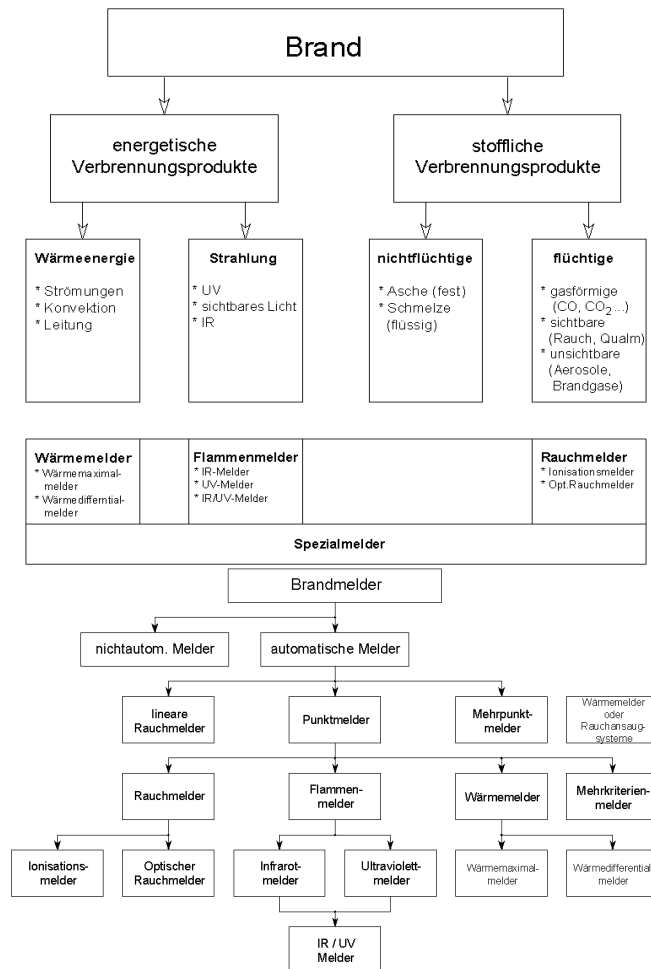 Brand
energetische
Verbrennungsprodukte
stoffliche
Verbrennungsprodukte
Wärmeenergie
* Strömungen
* Konvektion
* Leitung
Strahlung
* UV
* sichtbares Licht
* IR
nichtflüchtige
* Asche (fest)
* Schmelze
(flüssig)
flüchtige
* gasförmige
(CO, CO2 ...)
* sichtbare
(Rauch, Qualm)
* unsichtbare
(Aerosole,
Brandgase)
Wärmemelder
* Wärmemaximal-
melder
* Wärmedifferntial-
melder
Flammenmelder
* IR-Melder
* UV-Melder
* IR/UV-Melder
Rauchmelder
* Ionisationsmelder
* Opt.Rauchmelder
Spezialmelder
Brandmelder
nichtautom. Melder
automatische Melder
lineare
Rauchmelder
Punktmelder
Mehrpunkt-
melder
Wärmemelder
oder
Rauchansaug-
systeme
Rauchmelder
Flammen-
melder
Wärmemelder
Mehrkriterien-
melder
Ionisations-
melder
Optischer
Rauchmelder
Infrarot-
melder
Ultraviolett-
melder
Wärmemaximal-
melder
Wärmedifferential
melder
IR / UV
Melder